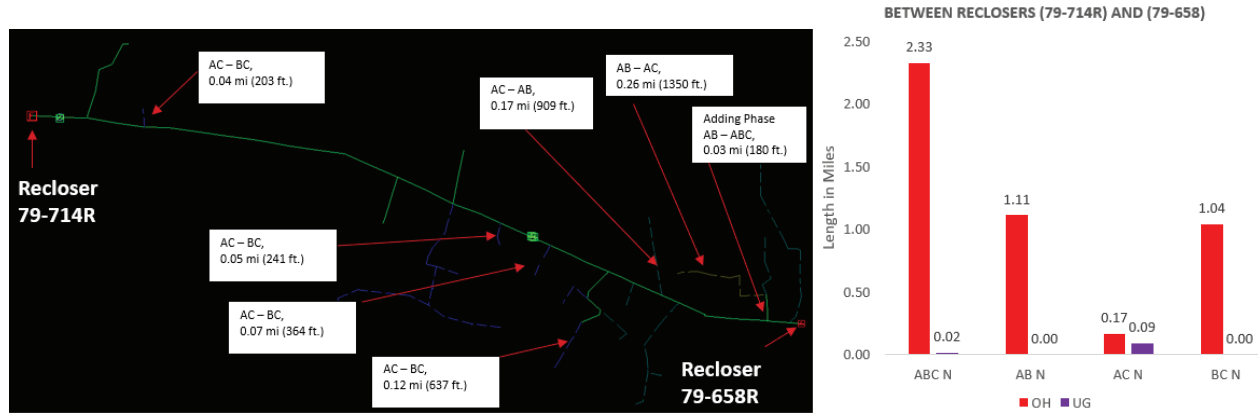 AC – BC,
0.04 mi (203 ft.)
AC – AB,
0.17 mi (909 ft.)
AB – AC,
0.26 mi (1350 ft.)
Adding Phase
AB – ABC,
0.03 mi (180 ft.)
Recloser
79-714R
AC – BC,
0.05 mi (241 ft.)
AC – BC,
0.07 mi (364 ft.)
AC – BC,
0.12 mi (637 ft.)
Recloser
79-658R
BETWEEN RECLOSERS (79-714R) AND (79-658)
Length in Miles
2.50
2.00
1.50
1.00
0.50
0.00
2.33
0.02
1.11
0.00
0.17
0.09
1.04
0.00
ABC N
AB N
AC N
BC N
OH
UG